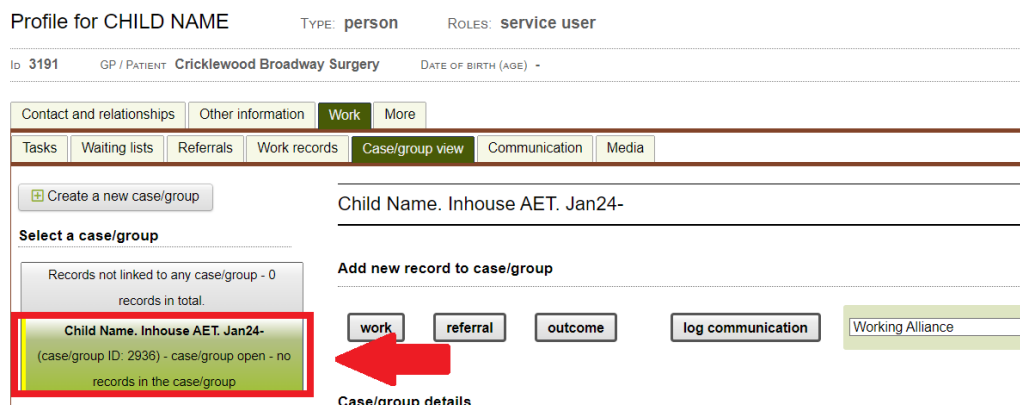 Profile for CHILD NAME TYPE: person ROLES: service user
ID 3191 GP / PATIENT Cricklewood Broadway Surgery DATE OF BIRTH (AGE) -
Contact and relationships Other information Work More
Tasks Waiting lists Referrals Work records Case/group view Communication Media
Create a new case/group
Select a case/group
Records not linked to any case/group - 0
records in total.
Child Name. Inhouse AET. Jan24-
(case/group ID: 2936) - case/group open - no
records in the case/group
Child Name. Inhouse AET. Jan24-
Add new record to case/group
work referral outcome log communication Working Alliance
Case/group details